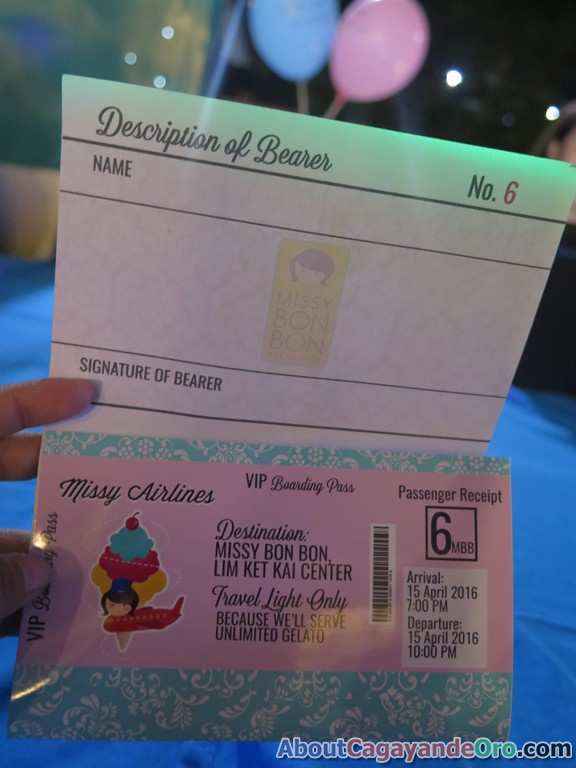 Description of Bearer
NAME
No. 6
MISSY
BON
BON
SIGNATURE OF BEARER
Missy Airlines
VIP Boarding Pass
Passenger Receipt
6
MBB
VIP Boarding Pass
Destination:
MISSY BON BON,
LIM KET KAI CENTER
Travel Light Only
BECAUSE WE'LL SERVE
UNLIMITED GELATO
Arrival:
15 April 2016
7:00 PM
Departure:
15 April 2016
10:00 PM
AboutCagayandeOro.com